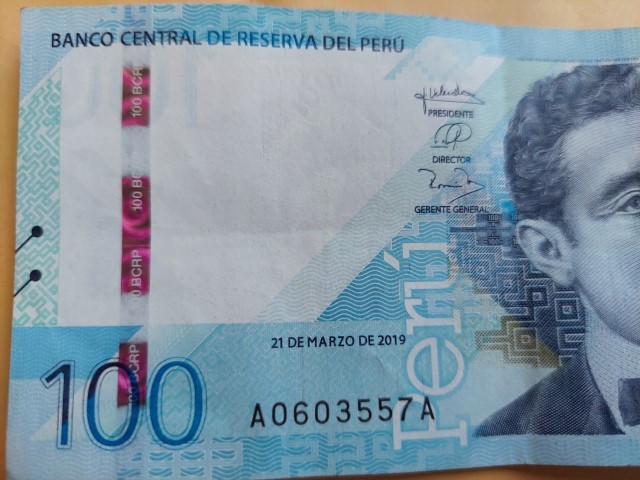 BANCO CENTRAL DE RESERVA DEL PERÚ
100 BCRP 100 BCRP 100 BCRP 100 BCRP
100
PRESIDENTE
DIRECTOR
GERENTE GENERAL
21 DE MARZO DE 2019
A0603557A
Perú